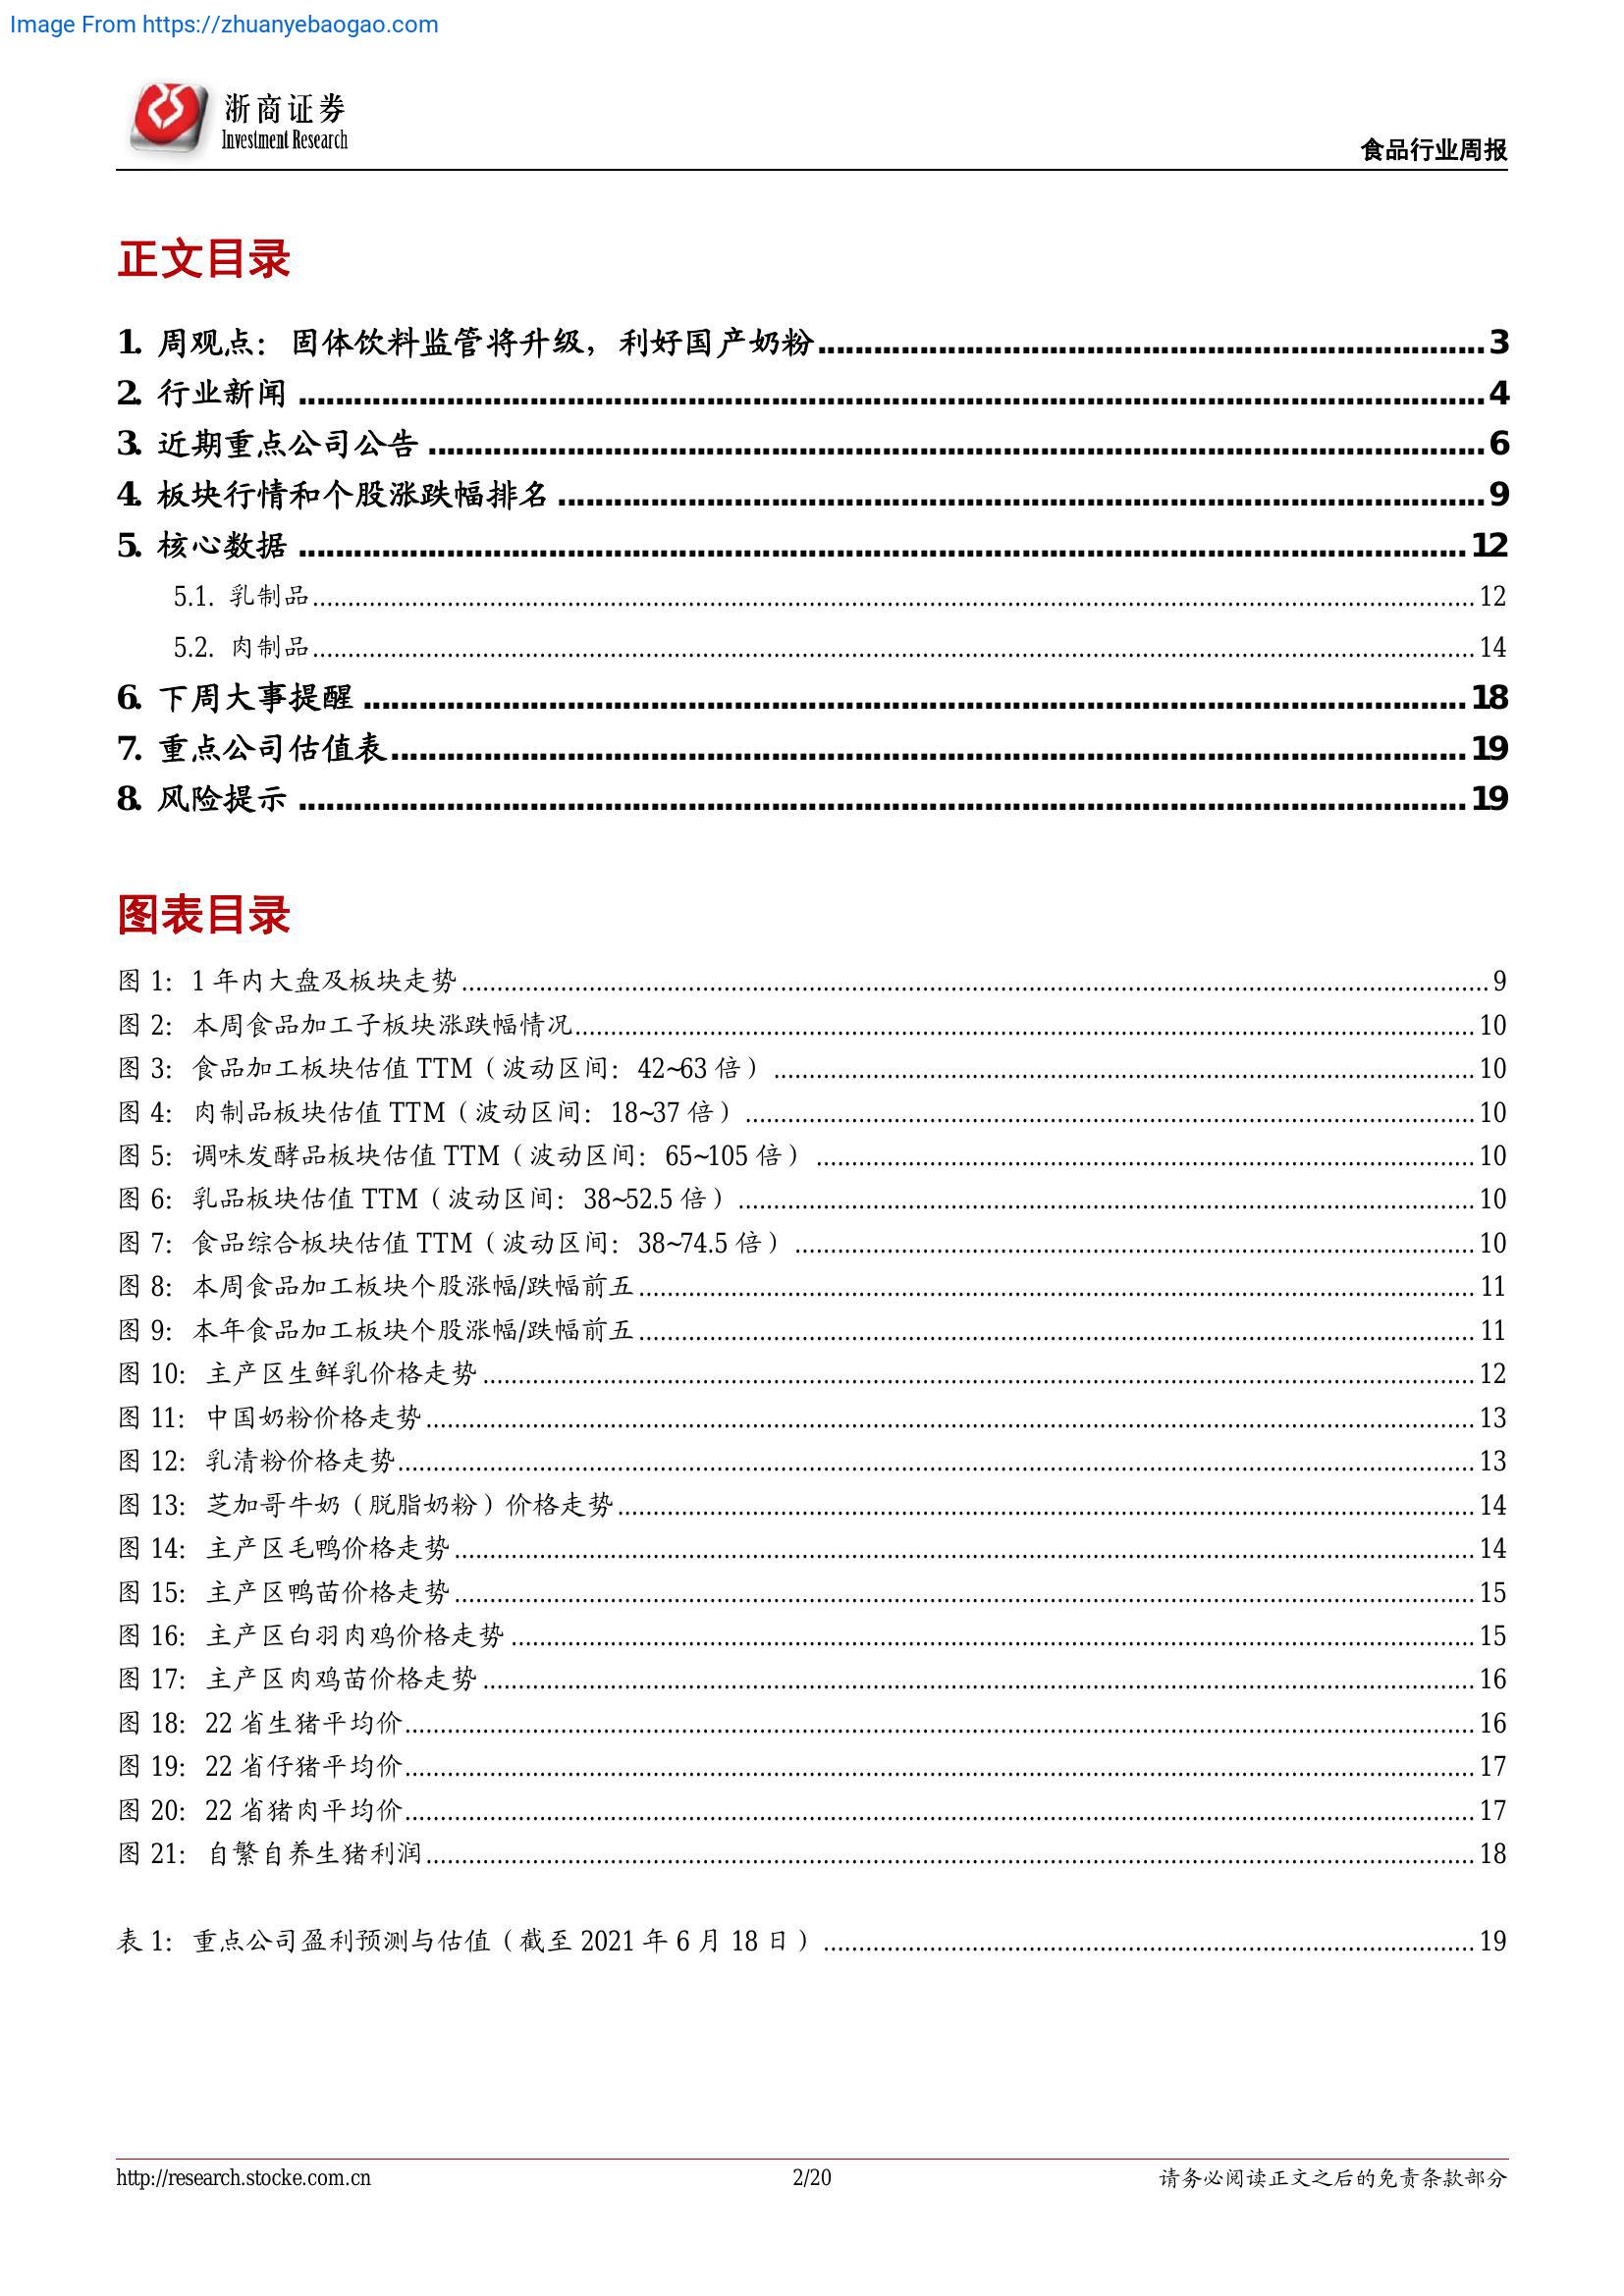 Image From https://zhuanyebaogao.com
浙商证券
Investment Research
食品行业周报
正文目录
1. 周观点：固体饮料监管将升级，利好国产奶粉................................................................3
2. 行业新闻 ................................................................4
3. 近期重点公司公告 ................................................................6
4. 板块行情和个股涨跌幅排名 ................................................................9
5. 核心数据 ................................................................12
5.1. 乳制品................................................................12
5.2. 肉制品................................................................14
6. 下周大事提醒 ................................................................18
7. 重点公司估值表................................................................19
8. 风险提示 ................................................................19
图表目录
图 1：1 年内大盘及板块走势................................................................9
图 2：本周食品加工子板块涨跌幅情况................................................................10
图 3：食品加工板块估值 TTM（波动区间：42~63 倍）................................................................10
图 4：肉制品板块估值 TTM（波动区间：18~37 倍）................................................................10
图 5：调味发酵品板块估值 TTM（波动区间：65~105 倍）................................................................10
图 6：乳品板块估值 TTM（波动区间：38~52.5 倍）................................................................10
图 7：食品综合板块估值 TTM（波动区间：38~74.5 倍）................................................................10
图 8：本周食品加工板块个股涨幅/跌幅前五................................................................11
图 9：本年食品加工板块个股涨幅/跌幅前五................................................................11
图 10：主产区生鲜乳价格走势................................................................12
图 11：中国奶粉价格走势................................................................13
图 12：乳清粉价格走势................................................................13
图 13：芝加哥牛奶（脱脂奶粉）价格走势................................................................14
图 14：主产区毛鸭价格走势................................................................14
图 15：主产区鸭苗价格走势................................................................15
图 16：主产区白羽肉鸡价格走势................................................................15
图 17：主产区肉鸡苗价格走势................................................................16
图 18：22 省生猪平均价................................................................16
图 19：22 省仔猪平均价................................................................17
图 20：22 省猪肉平均价................................................................17
图 21：自繁自养生猪利润................................................................18
表 1：重点公司盈利预测与估值（截至 2021 年 6 月 18 日）................................................................19
http://research.stocke.com.cn
2/20
请务必阅读正文之后的免责条款部分